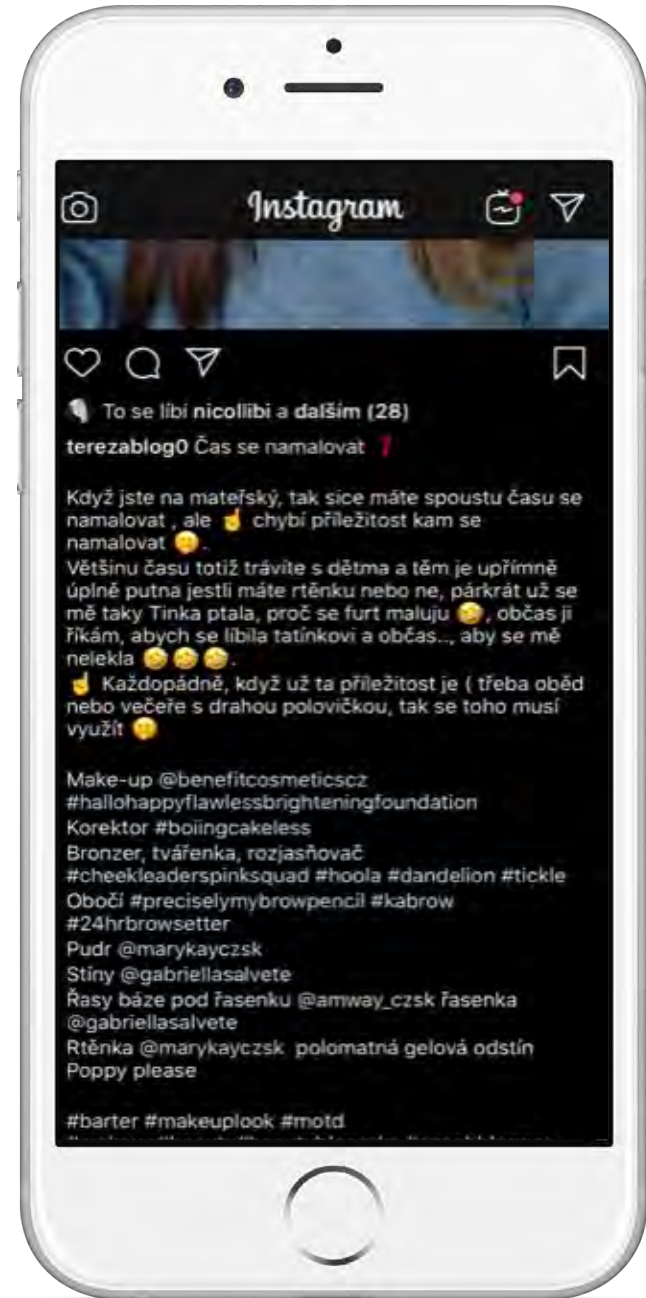 Instagram
To se líbí nicollibi a dalším (28)
terezablog0 Čas se namalovat 💄
Když jste na mateřský, tak sice máte spoustu času se
namalovat , ale ☝️ chybí příležitost kam se
namalovat 🙂.
Většinu času totiž trávíte s dětma a těm je upřímně
úplně putna jestli máte rtěnku nebo ne, párkrát už se
mě taky Tinka ptala, proč se furt maluju 🤣, občas ji
říkám, abych se líbila tatínkovi a občas.., aby se mě
nelekla 🤣🤣🤣.
☝️ Každopádně, když už ta příležitost je ( třeba oběd
nebo večeře s drahou polovičkou, tak se toho musí
využít 🙂
Make-up @benefitcosmeticscz
#hallohappyflawlessbrighteningfoundation
Korektor #boiingcakeless
Bronzer, tvářenka, rozjasňovač
#cheekleaderspinksquad #hoola #dandelion #tickle
Obočí #preciselymybrowpencil #kabrow
#24hrbrowsetter
Pudr @marykayczsk
Stíny @gabriellasalvete
Řasy báze pod řasenku @amway_czsk řasenka
@gabriellasalvete
Rtěnka @marykayczsk polomatná gelová odstín
Poppy please
#barter #makeuplook #motd